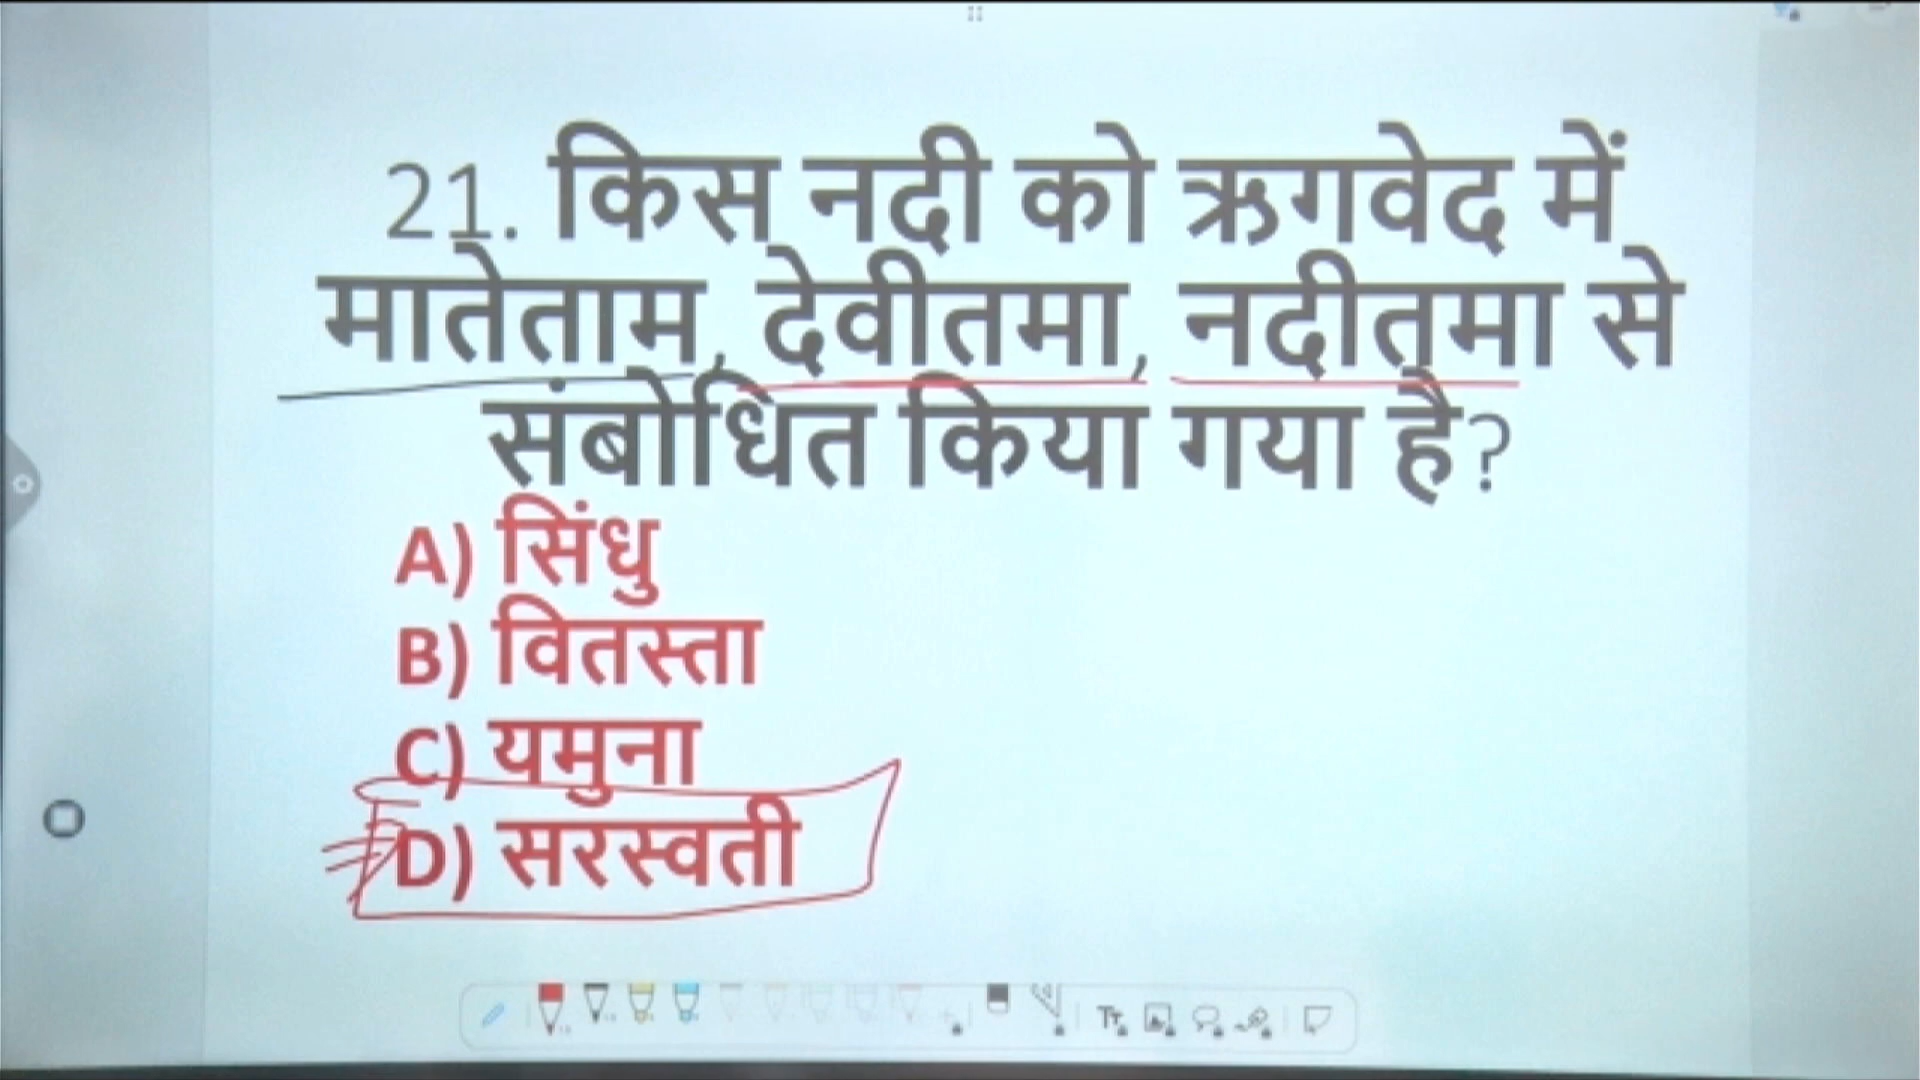 21. किस नदी को ऋगवेद में
मातेताम, देवीतमा, नदीतमा से
संबोधित किया गया है?
A) सिंधु
B) वितस्ता
C) यमुना
D) सरस्वती